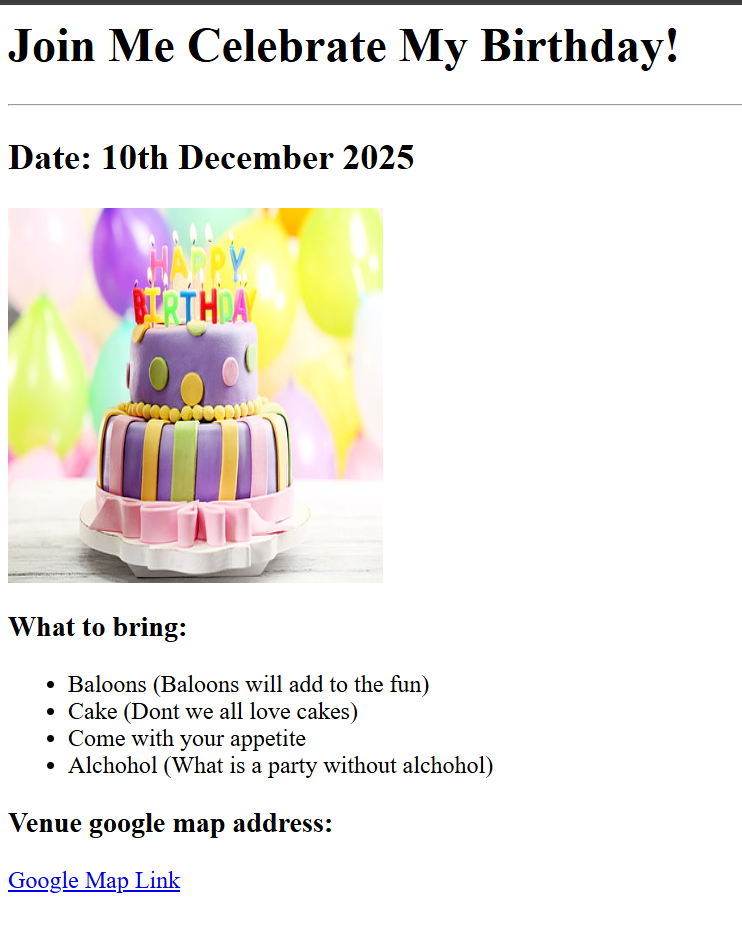 Join Me Celebrate My Birthday!
Date: 10th December 2025
HAPPY
BIRTHDAY
What to bring:
Baloons (Baloons will add to the fun)
Cake (Dont we all love cakes)
Come with your appetite
Alchohol (What is a party without alchohol)
Venue google map address:
Google Map Link